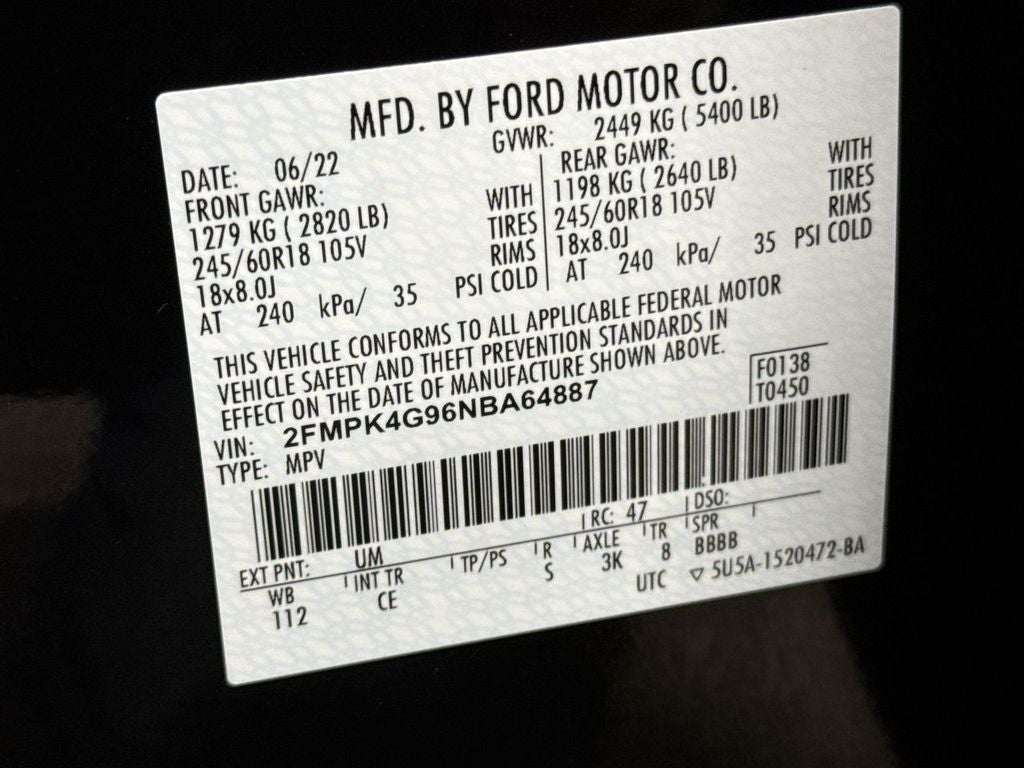 MFD. BY FORD MOTOR CO.
DATE: 06/22 GVWR: 2449 KG ( 5400 LB)
FRONT GAWR: REAR GAWR:
1279 KG ( 2820 LB) WITH 1198 KG ( 2640 LB) WITH
245/60R18 105V TIRES 245/60R18 105V TIRES
18x8.0J RIMS 18x8.0J RIMS
AT 240 kPa/ 35 PSI COLD AT 240 kPa/ 35 PSI COLD
THIS VEHICLE CONFORMS TO ALL APPLICABLE FEDERAL MOTOR
VEHICLE SAFETY AND THEFT PREVENTION STANDARDS IN
EFFECT ON THE DATE OF MANUFACTURE SHOWN ABOVE.
VIN: 2FMPK4G96NBA64887 F0138
TYPE: MPV T0450
EXT PNT: UM RC: 47 DSO:
WB INT TR TP/PS R AXLE TR SPR
112 CE S 3K 8 BBBB
UTC ▽ 5U5A-1520472-BA